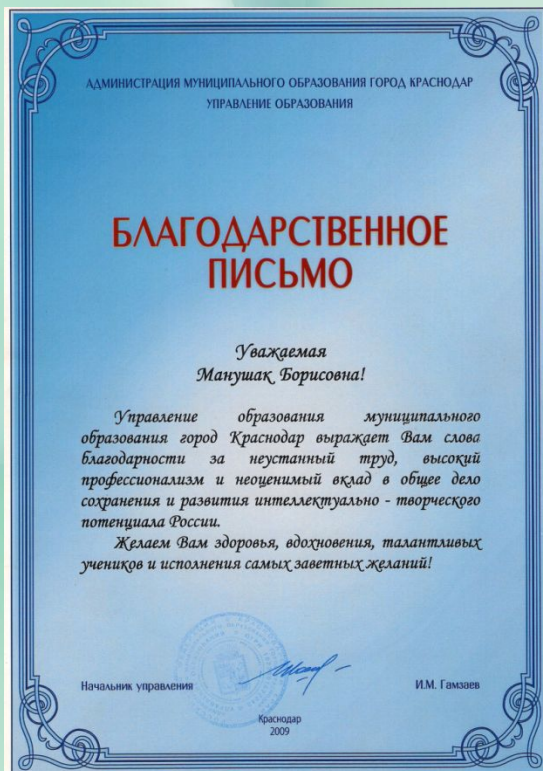 АДМИНИСТРАЦИЯ МУНИЦИПАЛЬНОГО ОБРАЗОВАНИЯ ГОРОД КРАСНОДАР
УПРАВЛЕНИЕ ОБРАЗОВАНИЯ
БЛАГОДАРСТВЕННОЕ
ПИСЬМО
Уважаемая
Манушак Борисовна!
Управление образования муниципального
образования город Краснодар выражает Вам слова
благодарности за неустанный труд, высокий
профессионализм и неоценимый вклад в общее дело
сохранения и развития интеллектуально - творческого
потенциала России.
Желаем Вам здоровья, вдохновения, талантливых
учеников и исполнения самых заветных желаний!
Начальник управления
И.М. Гамзаев
Краснодар
2009